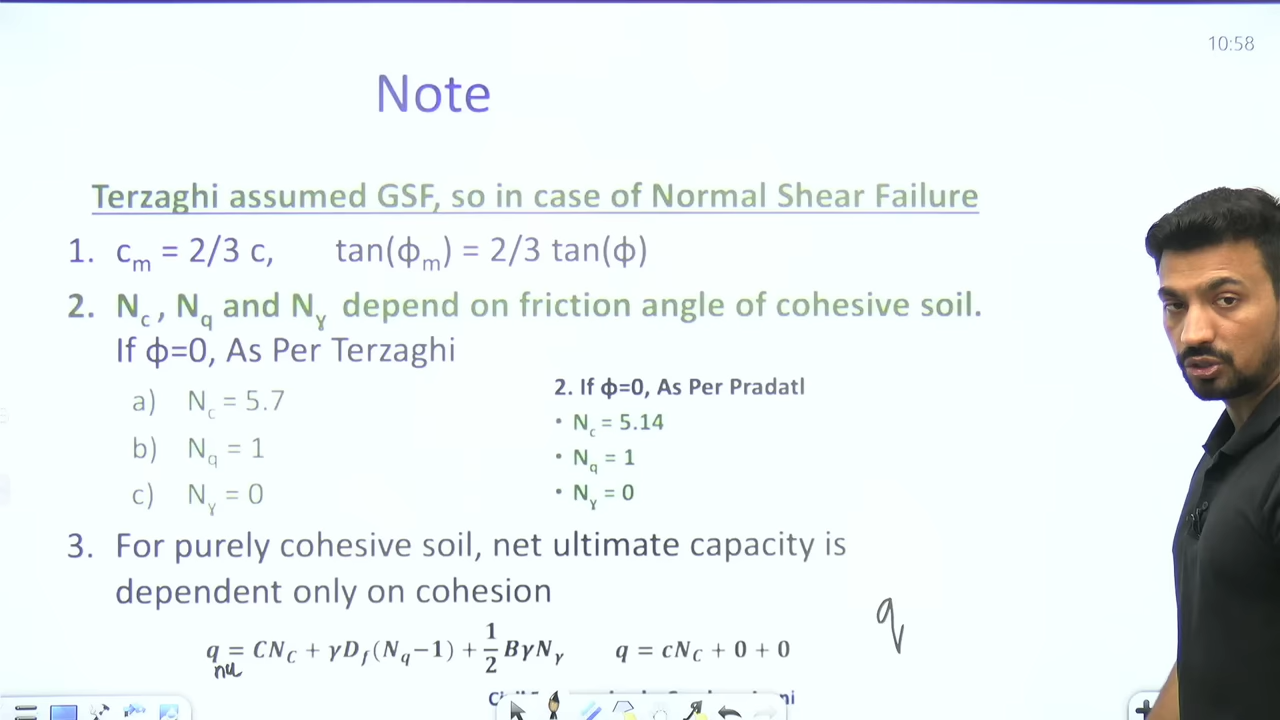 10:58
Note
Terzaghi assumed GSF, so in case of Normal Shear Failure
1. cm = 2/3 c, tan(ϕm) = 2/3 tan(ϕ)
2. Nc, Nq and Nγ depend on friction angle of cohesive soil.
If ϕ=0, As Per Terzaghi
a) Nc = 5.7
b) Nq = 1
c) Nγ = 0
2. If ϕ=0, As Per Pradatl
• Nc = 5.14
• Nq = 1
• Nγ = 0
3. For purely cohesive soil, net ultimate capacity is
dependent only on cohesion
q = CNC + γDf(Nq−1) + 1/2 BγNγ q = cNC + 0 + 0
nu
q